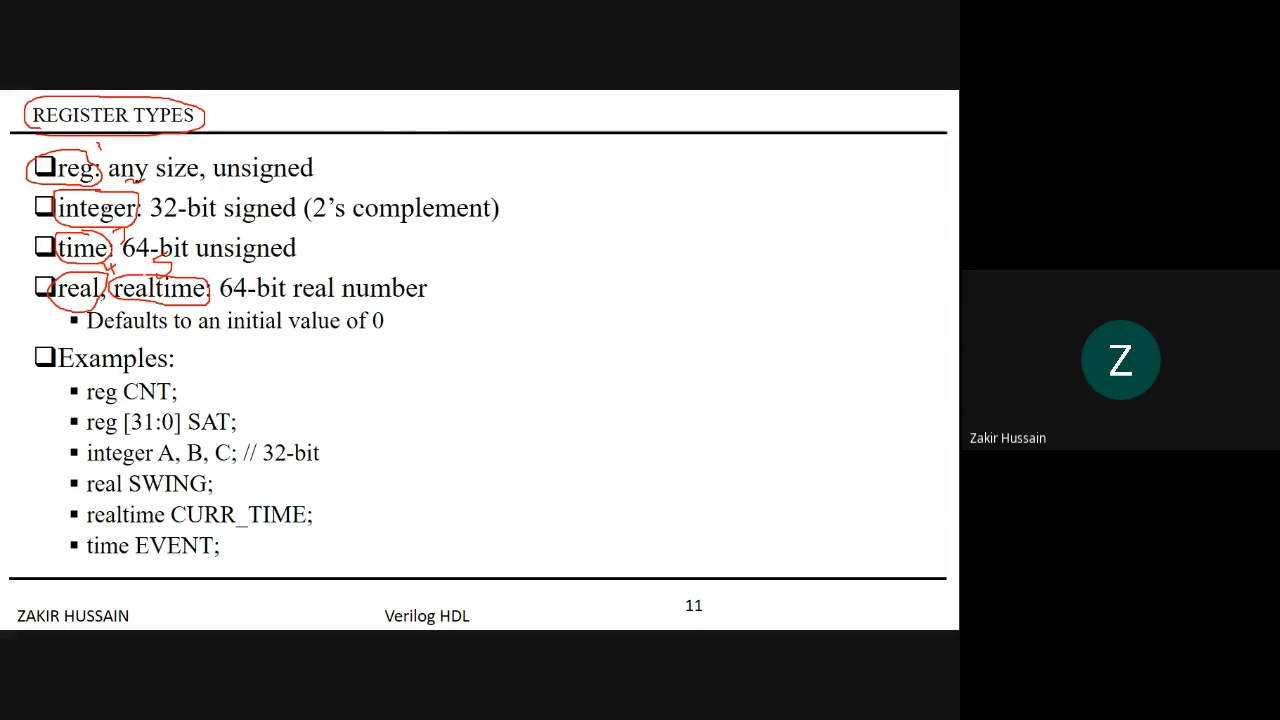 REGISTER TYPES
reg: any size, unsigned
integer: 32-bit signed (2’s complement)
time: 64-bit unsigned
4 5
real, realtime: 64-bit real number
Defaults to an initial value of 0
Examples:
reg CNT;
reg [31:0] SAT;
integer A, B, C; // 32-bit
real SWING;
realtime CURR_TIME;
time EVENT;
ZAKIR HUSSAIN
Verilog HDL
11
Z
Zakir Hussain